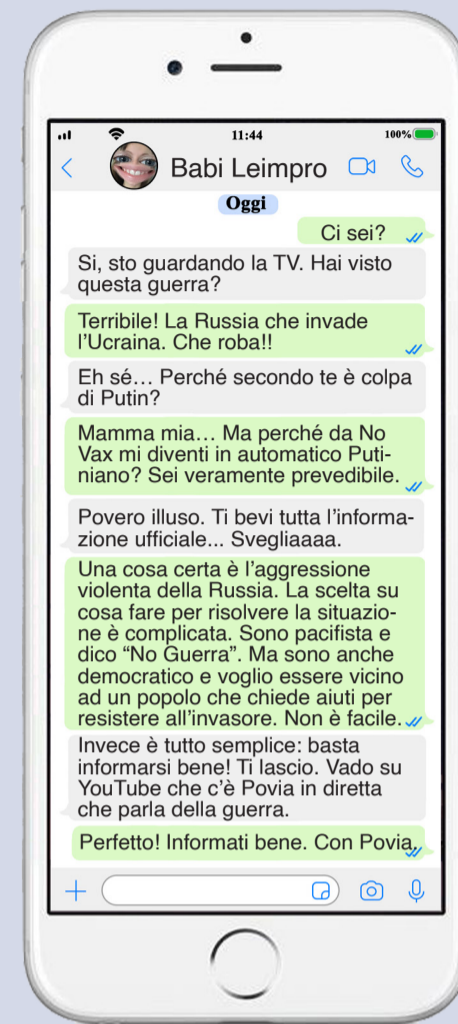 11:44
100%
Babi Leimpro
Oggi
Ci sei?
Si, sto guardando la TV. Hai visto
questa guerra?
Terribile! La Russia che invade
l’Ucraina. Che roba!!
Eh sé… Perché secondo te è colpa
di Putin?
Mamma mia… Ma perché da No
Vax mi diventi in automatico Puti-
niano? Sei veramente prevedibile.
Povero illuso. Ti bevi tutta l’informa-
zione ufficiale... Svegliaaaa.
Una cosa certa è l’aggressione
violenta della Russia. La scelta su
cosa fare per risolvere la situazio-
ne è complicata. Sono pacifista e
dico “No Guerra”. Ma sono anche
democratico e voglio essere vicino
ad un popolo che chiede aiuti per
resistere all’invasore. Non è facile.
Invece è tutto semplice: basta
informarsi bene! Ti lascio. Vado su
YouTube che c’è Povia in diretta
che parla della guerra.
Perfetto! Informati bene. Con Povia.